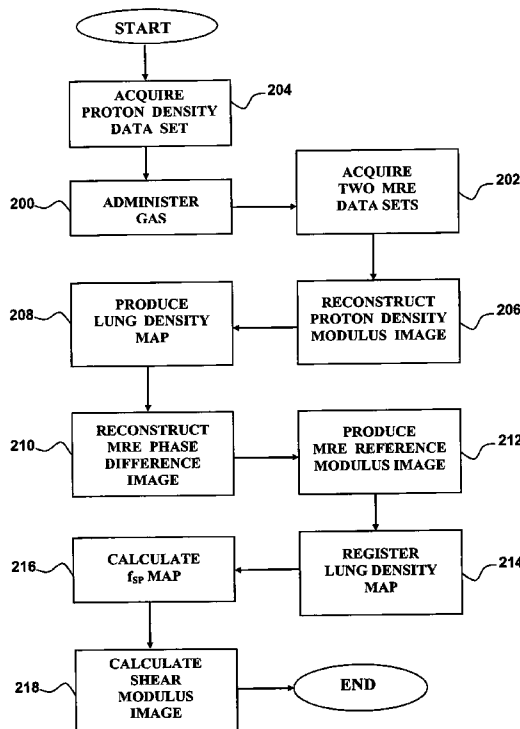 START
ACQUIRE
PROTON DENSITY
DATA SET
204
200
ADMINISTER
GAS
ACQUIRE
TWO MRE
DATA SETS
202
208
PRODUCE
LUNG DENSITY
MAP
RECONSTRUCT
PROTON DENSITY
MODULUS IMAGE
206
210
RECONSTRUCT
MRE PHASE
DIFFERENCE
IMAGE
PRODUCE
MRE REFERENCE
MODULUS IMAGE
212
216
CALCULATE
fSP MAP
REGISTER
LUNG DENSITY
MAP
214
218
CALCULATE
SHEAR
MODULUS
IMAGE
END